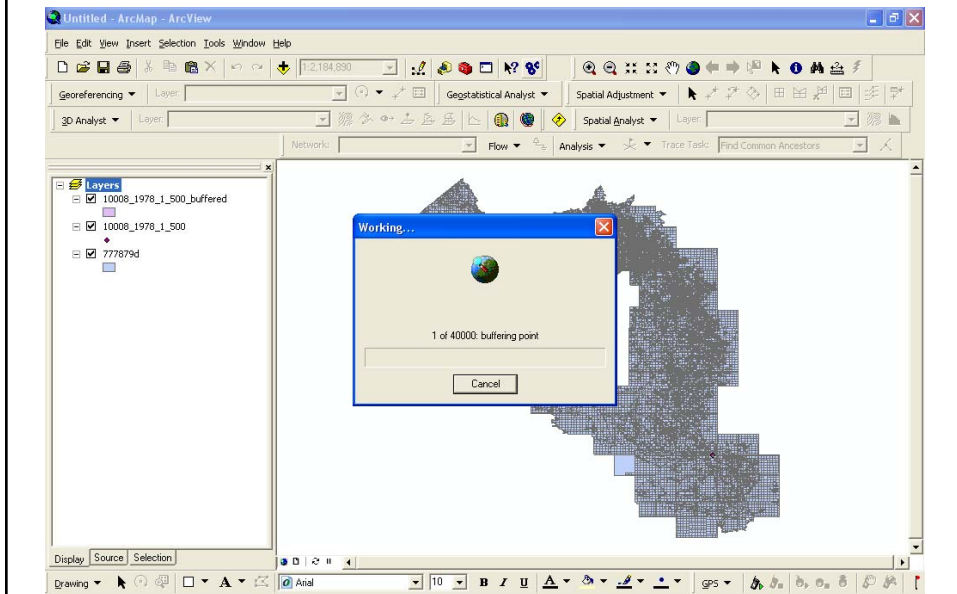 Untitled - ArcMap - ArcView
File Edit View Insert Selection Tools Window Help
1:2,184,890
Georeferencing Layer: Geostatistical Analyst Spatial Adjustment
3D Analyst Layer: Spatial Analyst Layer:
Network: Flow Analysis Trace Task: Find Common Ancestors
Layers
10008_1978_1_500_buffered
10008_1978_1_500
777879d
Working...
1 of 40000: buffering point
Cancel
Display Source Selection
Drawing A Arial 10 B I U A GPS